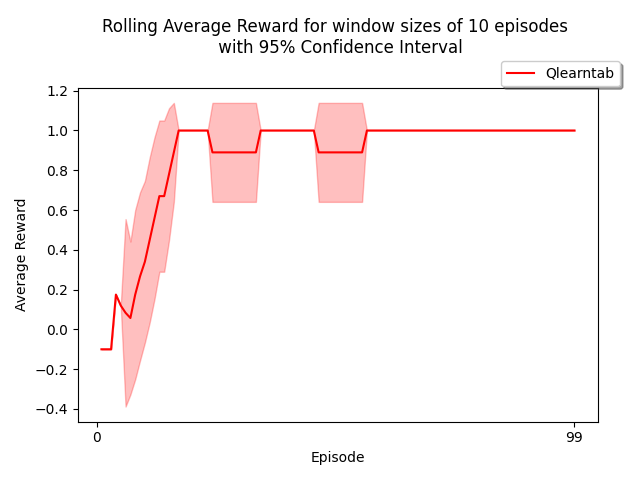 Rolling Average Reward for window sizes of 10 episodes
with 95% Confidence Interval
Qlearntab
1.2
1.0
0.8
0.6
0.4
0.2
0.0
−0.2
−0.4
Average Reward
0
99
Episode